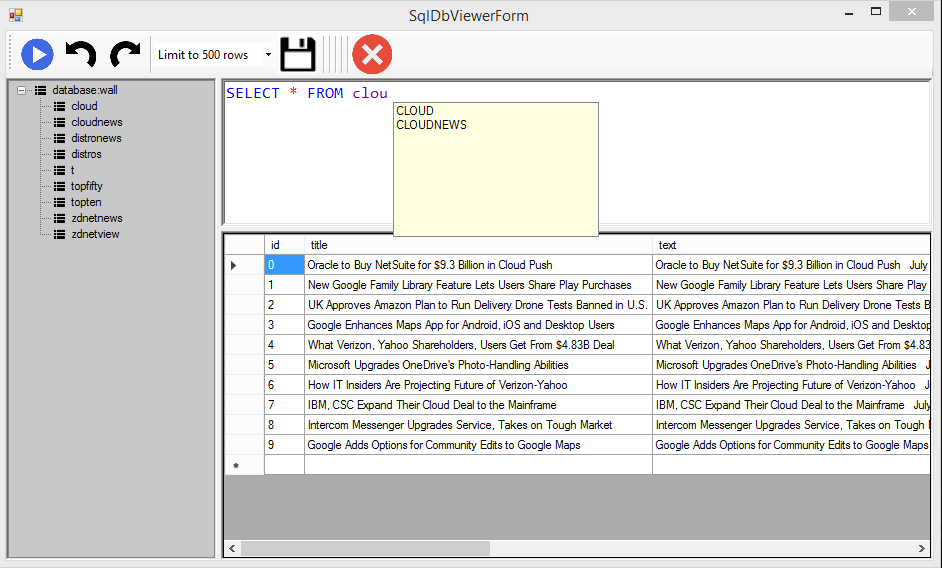 SqlDbViewerForm
Limit to 500 rows
database:wall
cloud
cloudnews
distronews
distros
t
topfifty
topten
zdnetnews
zdnetview
SELECT * FROM clou
CLOUD
CLOUDNEWS
id title text
0 Oracle to Buy NetSuite for $9.3 Billion in Cloud Push Oracle to Buy NetSuite for $9.3 Billion in Cloud Push July
1 New Google Family Library Feature Lets Users Share Play Purchases New Google Family Library Feature Lets Users Share Play
2 UK Approves Amazon Plan to Run Delivery Drone Tests Banned in U.S. UK Approves Amazon Plan to Run Delivery Drone Tests B
3 Google Enhances Maps App for Android, iOS and Desktop Users Google Enhances Maps App for Android, iOS and Desktop
4 What Verizon, Yahoo Shareholders, Users Get From $4.83B Deal What Verizon, Yahoo Shareholders, Users Get From $4.83
5 Microsoft Upgrades OneDrive's Photo-Handling Abilities Microsoft Upgrades OneDrive's Photo-Handling Abilities J
6 How IT Insiders Are Projecting Future of Verizon-Yahoo How IT Insiders Are Projecting Future of Verizon-Yahoo J
7 IBM, CSC Expand Their Cloud Deal to the Mainframe IBM, CSC Expand Their Cloud Deal to the Mainframe July
8 Intercom Messenger Upgrades Service, Takes on Tough Market Intercom Messenger Upgrades Service, Takes on Tough
9 Google Adds Options for Community Edits to Google Maps Google Adds Options for Community Edits to Google Maps